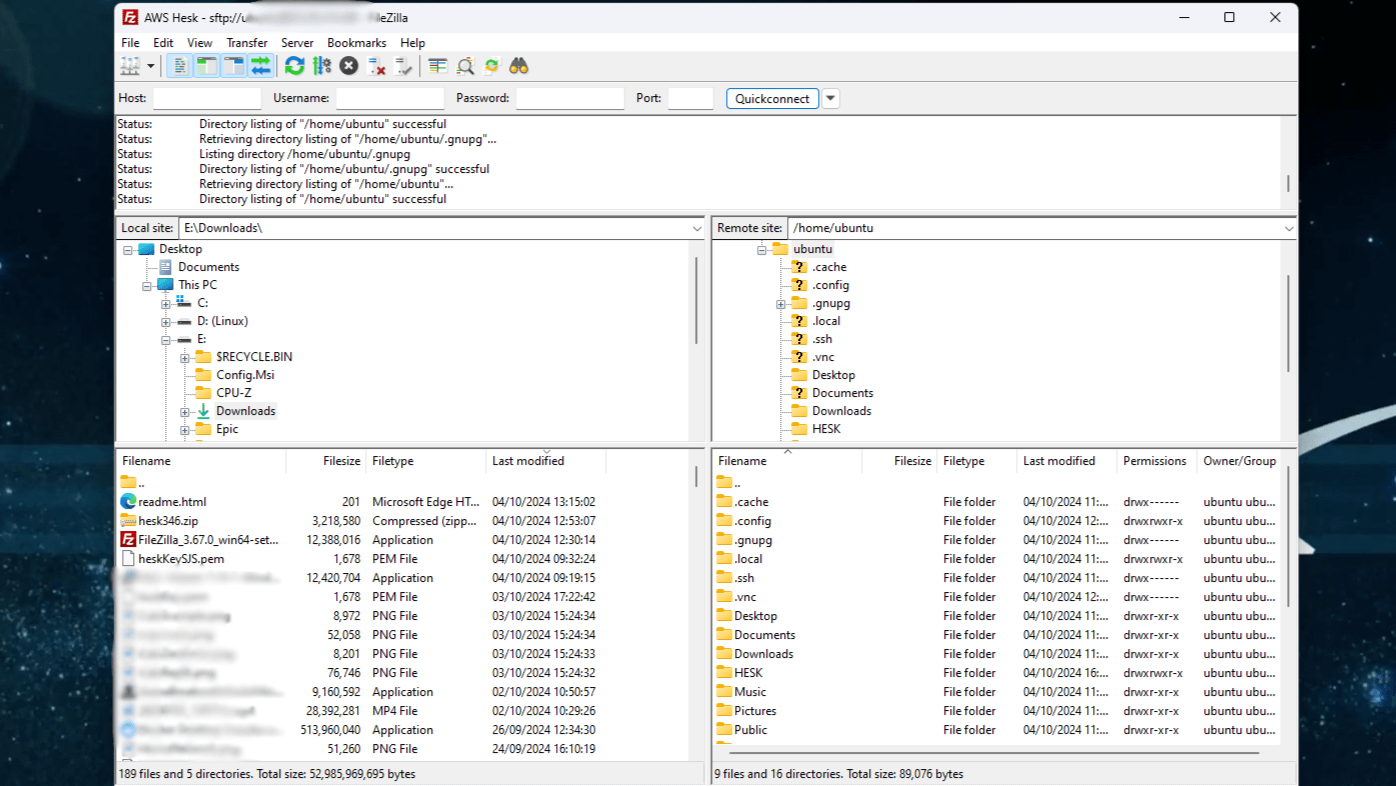 AWS Hesk - sftp://ub FileZilla
File Edit View Transfer Server Bookmarks Help
Host: Username: Password: Port: Quickconnect
Status: Directory listing of "/home/ubuntu" successful
Status: Retrieving directory listing of "/home/ubuntu/.gnupg"...
Status: Listing directory /home/ubuntu/.gnupg
Status: Directory listing of "/home/ubuntu/.gnupg" successful
Status: Retrieving directory listing of "/home/ubuntu"...
Status: Directory listing of "/home/ubuntu" successful
Local site: E:\Downloads\
Desktop
Documents
This PC
C:
D: (Linux)
E:
$RECYCLE.BIN
Config.Msi
CPU-Z
Downloads
Epic
Filename Filesize Filetype Last modified
..
readme.html 201 Microsoft Edge HT... 04/10/2024 13:15:02
hesk346.zip 3,218,580 Compressed (zipp... 04/10/2024 12:53:07
FileZilla_3.67.0_win64-set... 12,388,016 Application 04/10/2024 12:30:14
heskKeySJS.pem 1,678 PEM File 04/10/2024 09:32:24
12,420,704 Application 04/10/2024 09:19:15
1,678 PEM File 03/10/2024 17:22:42
8,972 PNG File 03/10/2024 15:24:34
52,058 PNG File 03/10/2024 15:24:34
8,201 PNG File 03/10/2024 15:24:33
76,746 PNG File 03/10/2024 15:24:32
9,160,592 Application 02/10/2024 10:50:57
28,392,281 MP4 File 02/10/2024 10:29:26
513,960,040 Application 26/09/2024 12:34:30
51,260 PNG File 24/09/2024 16:10:19
189 files and 5 directories. Total size: 52,985,969,695 bytes
Remote site: /home/ubuntu
ubuntu
.cache
.config
.gnupg
.local
.ssh
.vnc
Desktop
Documents
Downloads
HESK
Filename Filesize Filetype Last modified Permissions Owner/Group
..
.cache File folder 04/10/2024 11:... drwx------ ubuntu ubu...
.config File folder 04/10/2024 12:... drwxrwxr-x ubuntu ubu...
.gnupg File folder 04/10/2024 11:... drwx------ ubuntu ubu...
.local File folder 04/10/2024 11:... drwxrwxr-x ubuntu ubu...
.ssh File folder 04/10/2024 11:... drwx------ ubuntu ubu...
.vnc File folder 04/10/2024 12:... drwx------ ubuntu ubu...
Desktop File folder 04/10/2024 11:... drwxr-xr-x ubuntu ubu...
Documents File folder 04/10/2024 11:... drwxr-xr-x ubuntu ubu...
Downloads File folder 04/10/2024 11:... drwxr-xr-x ubuntu ubu...
HESK File folder 04/10/2024 16:... drwxrwxr-x ubuntu ubu...
Music File folder 04/10/2024 11:... drwxr-xr-x ubuntu ubu...
Pictures File folder 04/10/2024 11:... drwxr-xr-x ubuntu ubu...
Public File folder 04/10/2024 11:... drwxr-xr-x ubuntu ubu...
9 files and 16 directories. Total size: 89,076 bytes